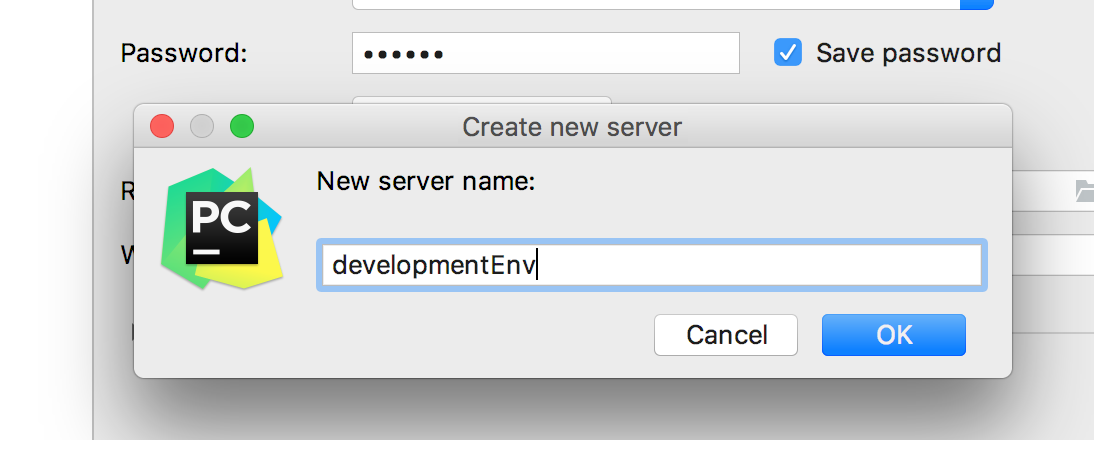 Password:
Save password
Create new server
New server name:
PC
developmentEnv
Cancel
OK